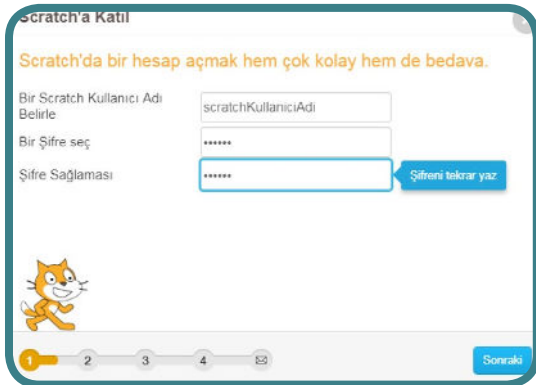 Scratch'a Katıl
Scratch'da bir hesap açmak hem çok kolay hem de bedava.
Bir Scratch Kullanıcı Adı
Belirle
scratchKullaniciAdi
Bir Şifre seç
••••••
Şifre Sağlaması
••••••
Şifreni tekrar yaz
1 2 3 4
Sonraki